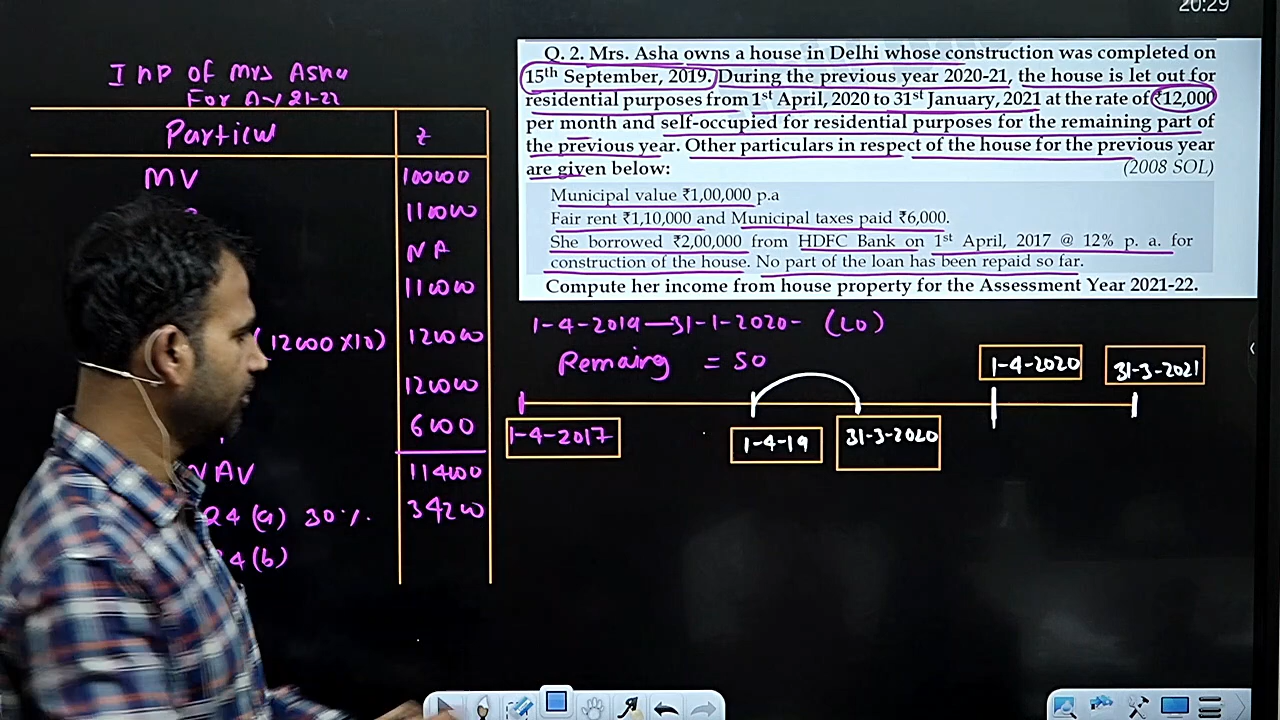 20:29
I HP of Mrs Asha
For A-y 21-22
Particul ₹
MV 100000
110000
NA
110000
(12000 X10) 120000
120000
6000
NAV 114000
24 (a) 30%. 34200
4(b)
Q. 2. Mrs. Asha owns a house in Delhi whose construction was completed on
15th September, 2019. During the previous year 2020-21, the house is let out for
residential purposes from 1st April, 2020 to 31st January, 2021 at the rate of ₹12,000
per month and self-occupied for residential purposes for the remaining part of
the previous year. Other particulars in respect of the house for the previous year
are given below: (2008 SOL)
Municipal value ₹1,00,000 p.a
Fair rent ₹1,10,000 and Municipal taxes paid ₹6,000.
She borrowed ₹2,00,000 from HDFC Bank on 1st April, 2017 @ 12% p. a. for
construction of the house. No part of the loan has been repaid so far.
Compute her income from house property for the Assessment Year 2021-22.
1-4-2019—31-1-2020- (LO)
Remaing = SO
1-4-2020 31-3-2021
1-4-2017 1-4-19 31-3-2020